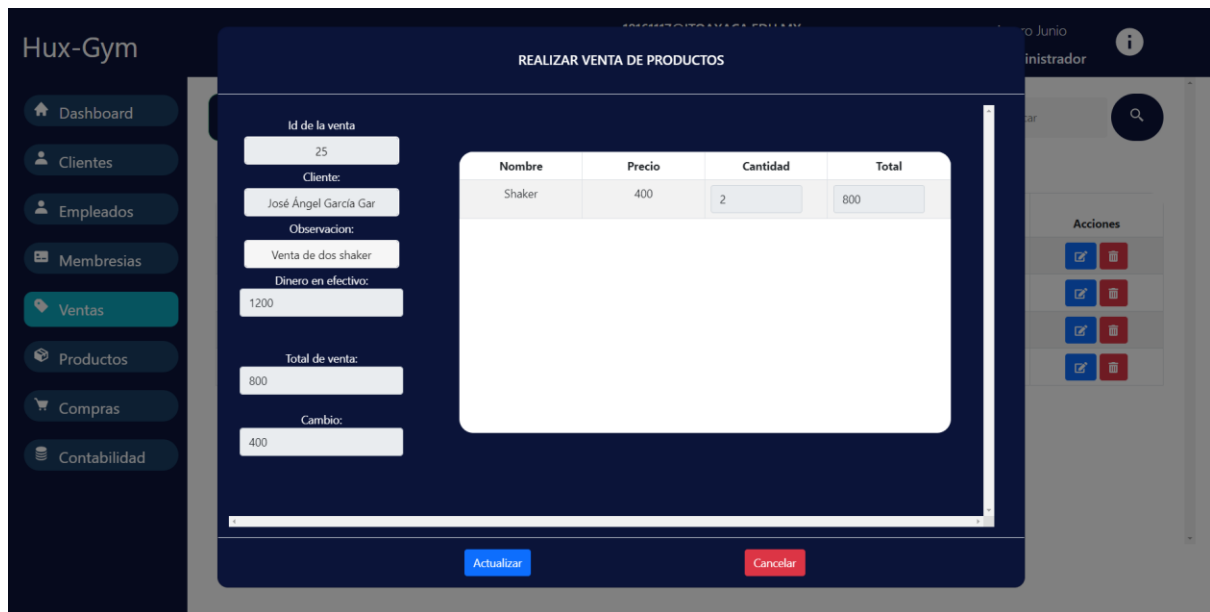 Hux-Gym
REALIZAR VENTA DE PRODUCTOS
Junio
Dashboard
Clientes
Empleados
Membresias
Ventas
Productos
Compras
Contabilidad
Id de la venta
25
Cliente:
José Ángel García Gar
Observacion:
Venta de dos shaker
Dinero en efectivo:
1200
Total de venta:
800
Cambio:
400
Nombre Precio Cantidad Total
Shaker 400 2 800
Acciones
Actualizar Cancelar